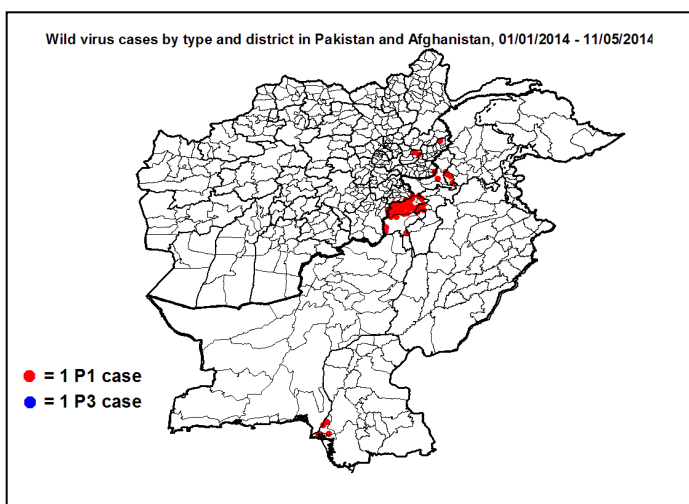 Wild virus cases by type and district in Pakistan and Afghanistan, 01/01/2014 - 11/05/2014
= 1 P1 case
= 1 P3 case